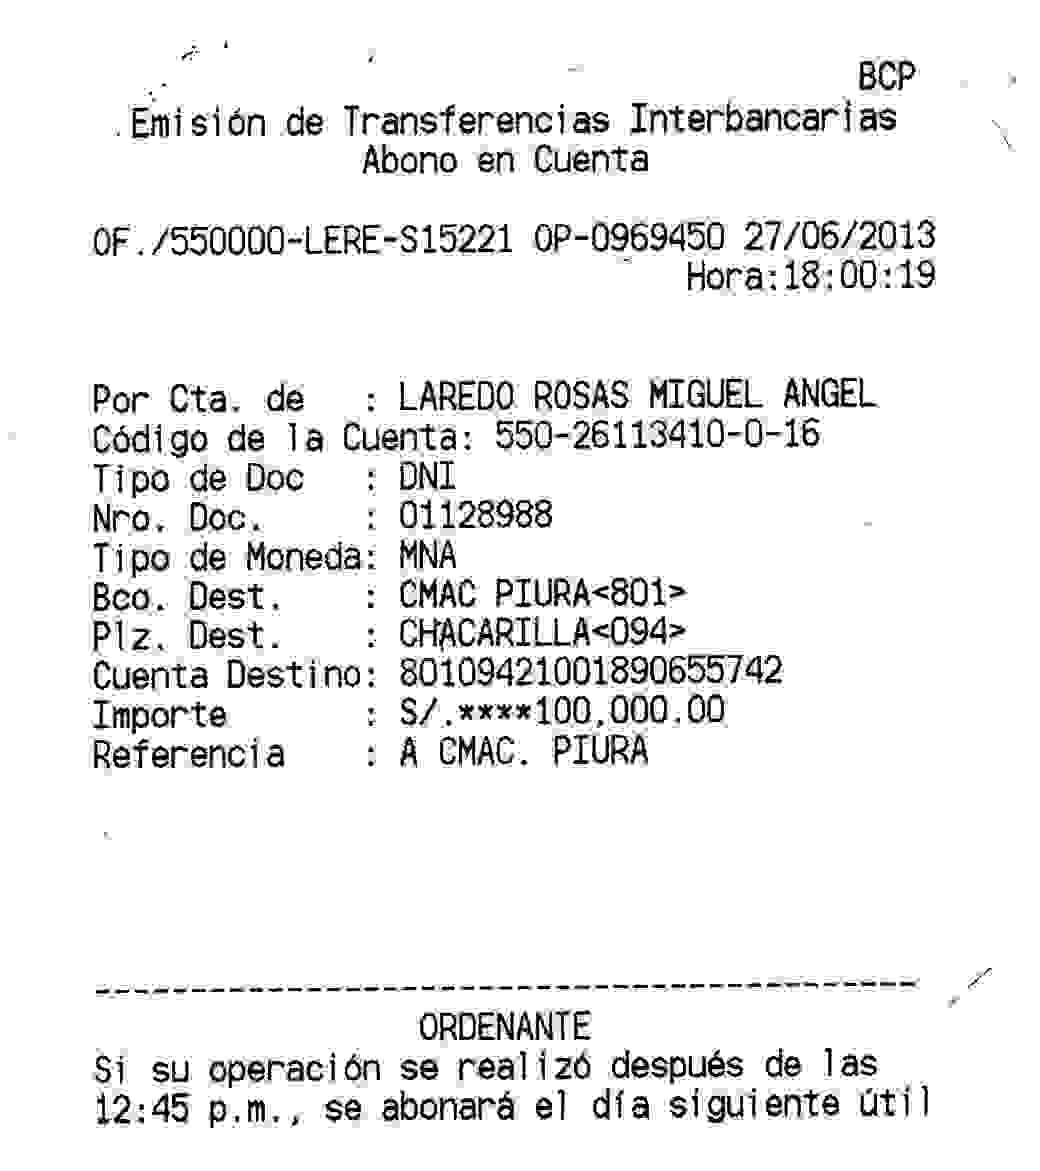 BCP
Emisión de Transferencias Interbancarias
Abono en Cuenta
OF./550000-LERE-S15221 OP-0969450 27/06/2013
Hora:18:00:19
Por Cta. de : LAREDO ROSAS MIGUEL ANGEL
Código de la Cuenta: 550-26113410-0-16
Tipo de Doc : DNI
Nro. Doc. : 01128988
Tipo de Moneda: MNA
Bco. Dest. : CMAC PIURA<801>
Plz. Dest. : CHACARILLA<094>
Cuenta Destino: 80109421001890655742
Importe : S/.****100,000.00
Referencia : A CMAC. PIURA
ORDENANTE
Si su operación se realizó después de las
12:45 p.m., se abonará el día siguiente útil